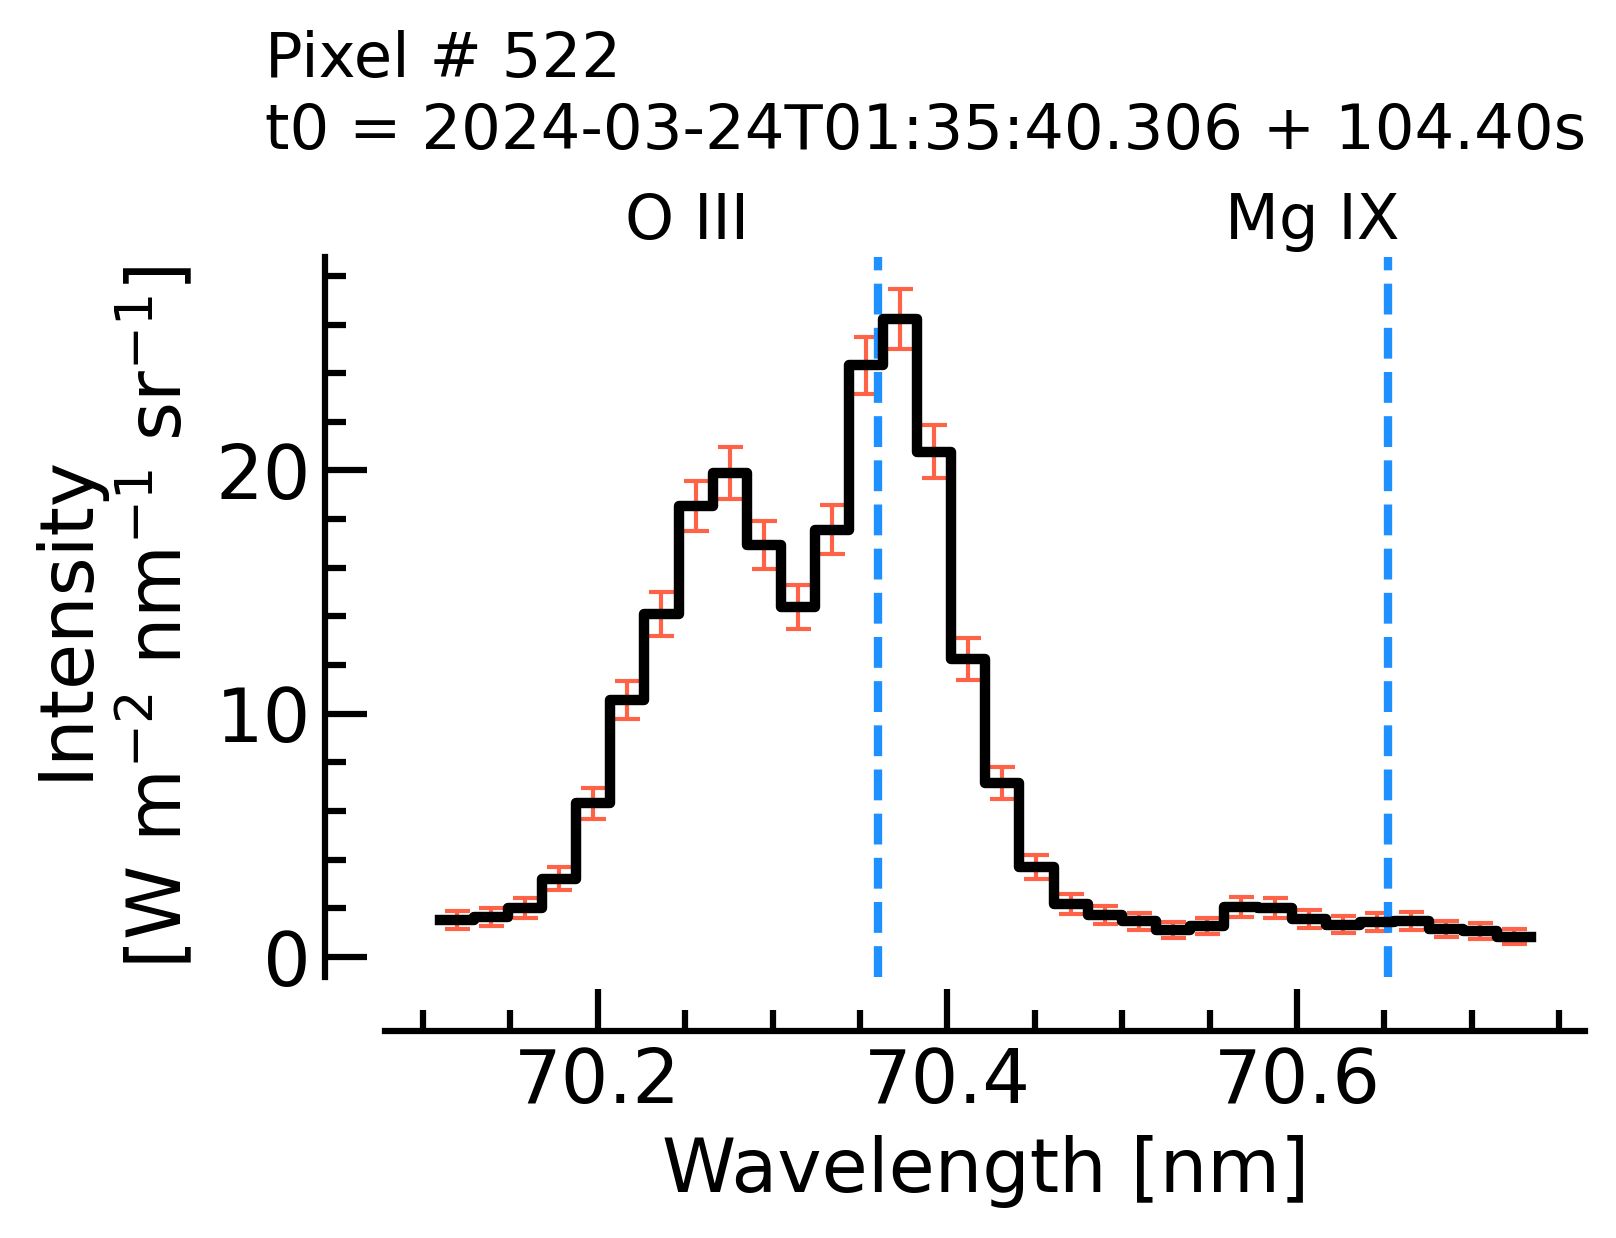 Pixel # 522
t0 = 2024-03-24T01:35:40.306 + 104.40s
O III
Mg IX
Intensity
[W m⁻² nm⁻¹ sr⁻¹]
20
10
0
70.2
70.4
70.6
Wavelength [nm]